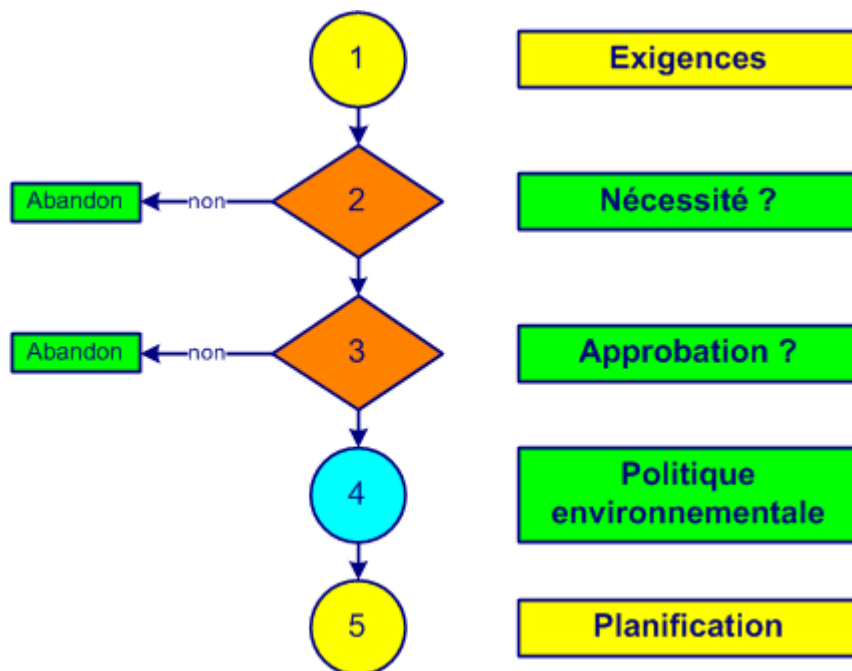 1
Exigences
Abandon
non
2
Nécessité ?
Abandon
non
3
Approbation ?
4
Politique
environnementale
5
Planification